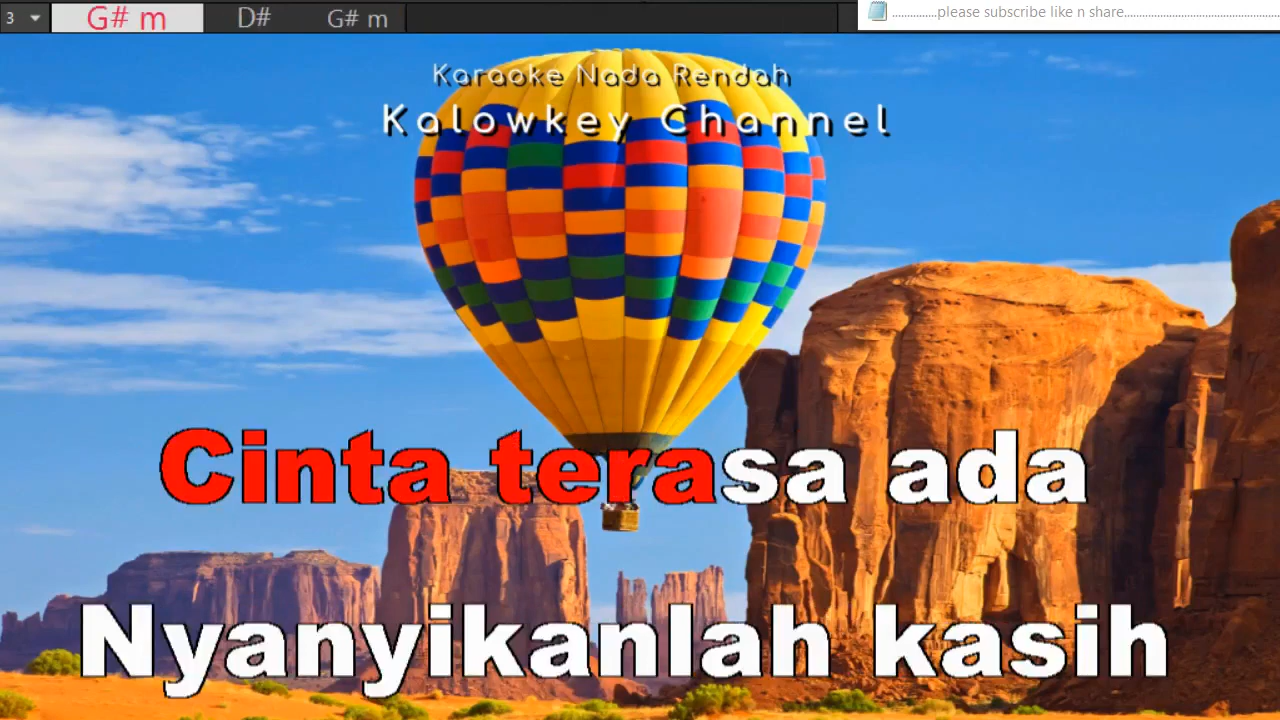 3 G# m D# G# m
.............please subscribe like n share.............................................
Karaoke Nada Rendah
Kalowkey Channel
Cinta terasa ada
Nyanyikanlah kasih